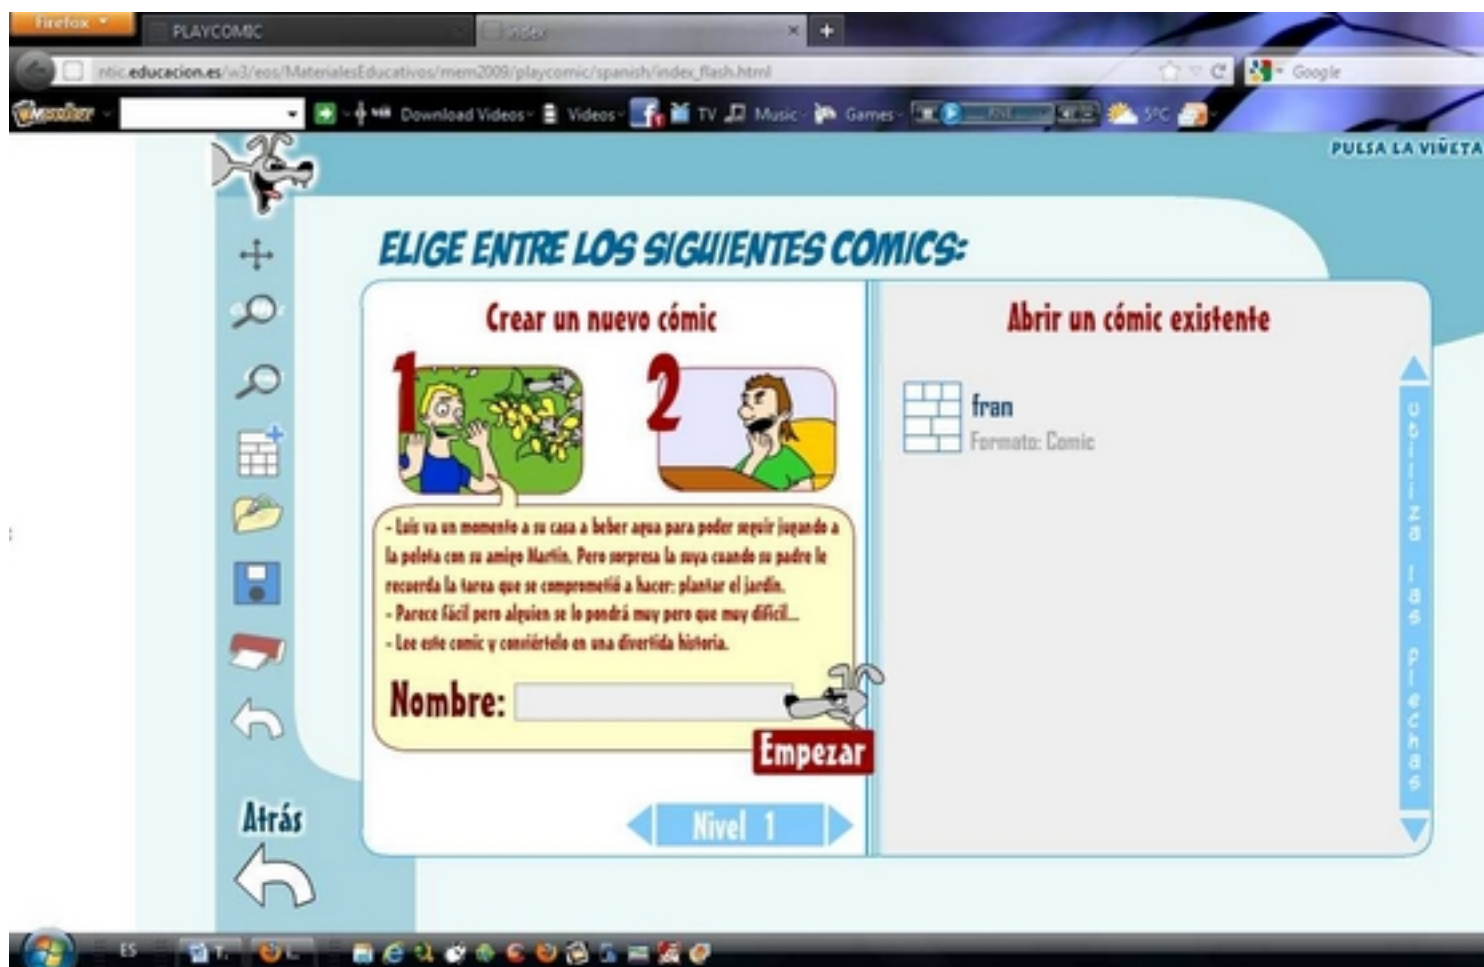 Firefox
PLAYCOMIC
index
ntic.educacion.es/w3/eos/MaterialesEducativos/mem2009/playcomic/spanish/index_flash.html
Google
Download Videos
Videos
TV
Music
Games
5ºC
PULSA LA VIÑETA
ELIGE ENTRE LOS SIGUIENTES COMICS:
Crear un nuevo cómic
1
2
- Luis va un momento a su casa a beber agua para poder seguir jugando a
la pelota con su amigo Martín. Pero sorpresa la suya cuando su padre le
recuerda la tarea que se comprometió a hacer: plantar el jardín.
- Parece fácil pero alguien se lo pondrá muy pero que muy difícil...
- Lee este comic y conviértelo en una divertida historia.
Nombre:
Empezar
Nivel 1
Abrir un cómic existente
fran
Formato: Comic
Utiliza las flechas
Atrás
ES
T.